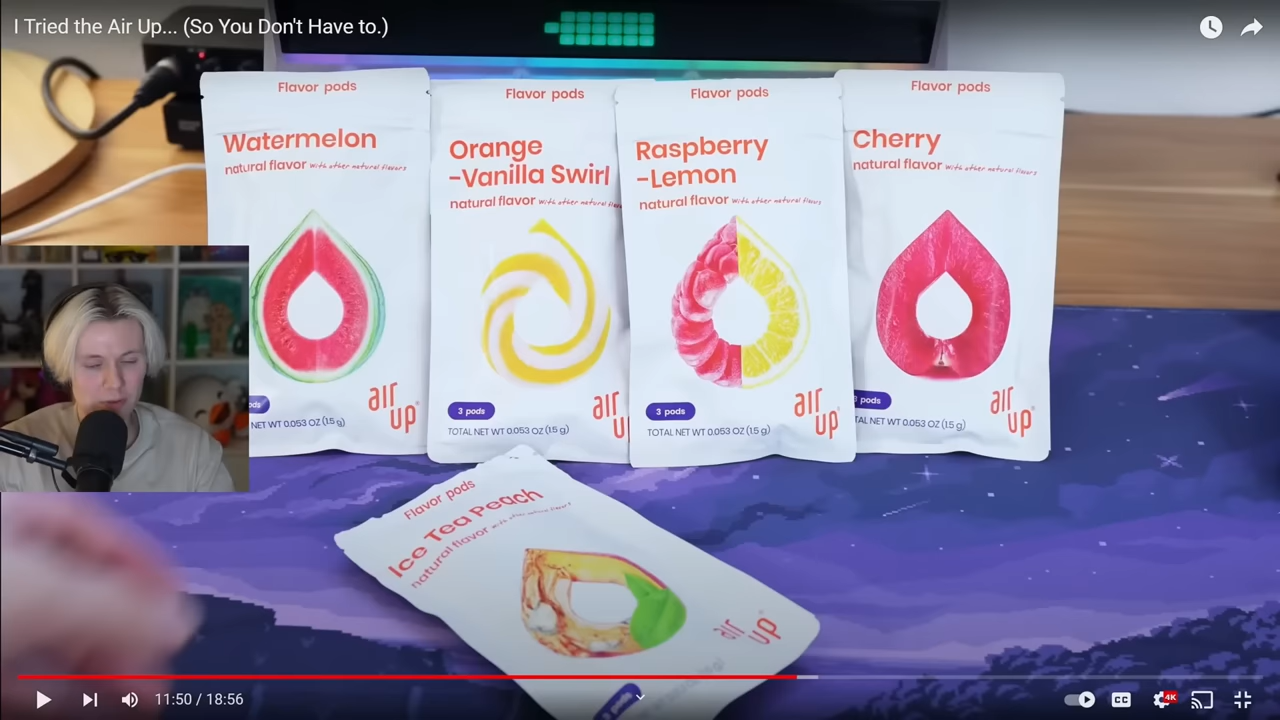 I Tried the Air Up... (So You Don't Have to.)
Flavor pods
Watermelon
natural flavor with other natural flavors
air up
NET WT 0.053 OZ (1.5 g)
Flavor pods
Orange
-Vanilla Swirl
natural flavor with other natural
3 pods
air
TOTAL NET WT 0.053 OZ (1.5 g)
Flavor pods
Raspberry
-Lemon
natural flavor with other natural flavors
3 pods
air up
TOTAL NET WT 0.053 OZ (1.5 g)
Flavor pods
Cherry
natural flavor with other natural flavors
pods
air up
NET WT 0.053 OZ (1.5 g)
Flavor pods
Ice Tea Peach
natural flavor with other natural flavors
air up
11:50 / 18:56
CC
4K